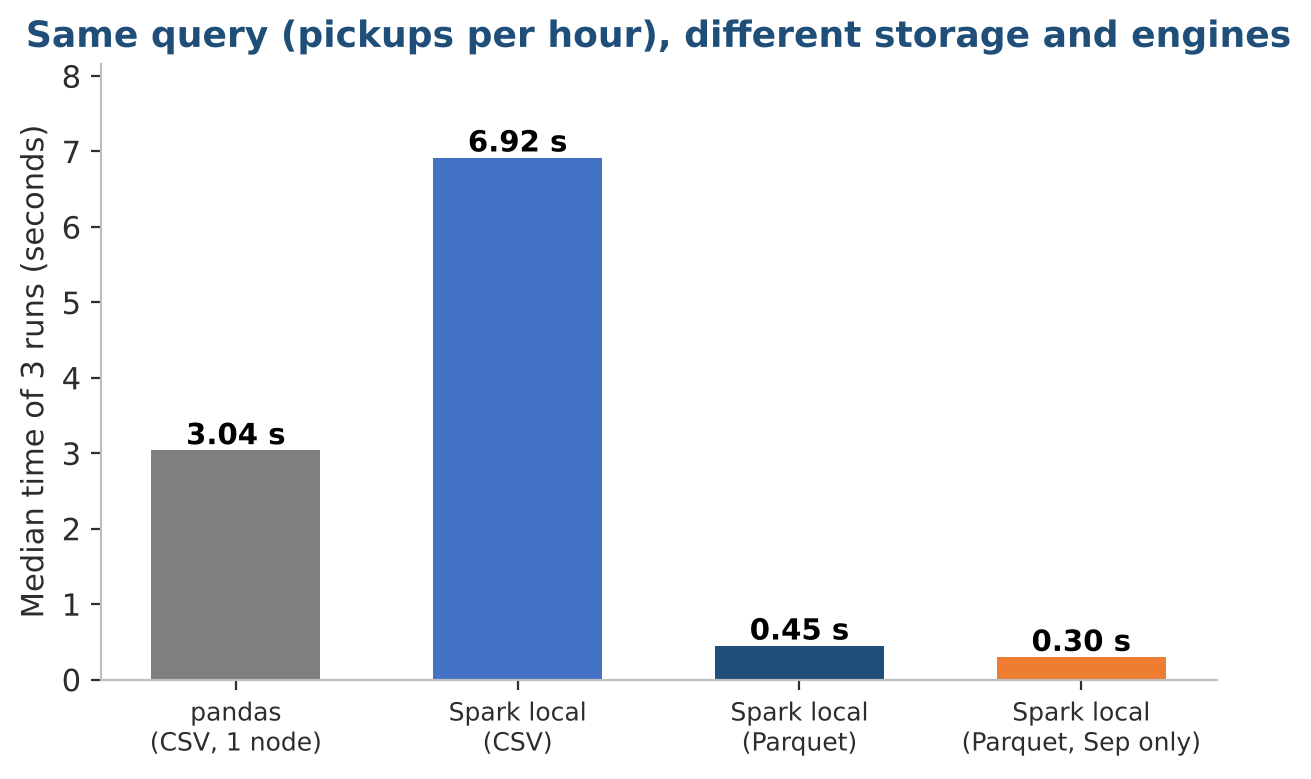 Same query (pickups per hour), different storage and engines
Median time of 3 runs (seconds)
8
7
6
5
4
3
2
1
0
3.04 s
6.92 s
0.45 s
0.30 s
pandas
(CSV, 1 node)
Spark local
(CSV)
Spark local
(Parquet)
Spark local
(Parquet, Sep only)